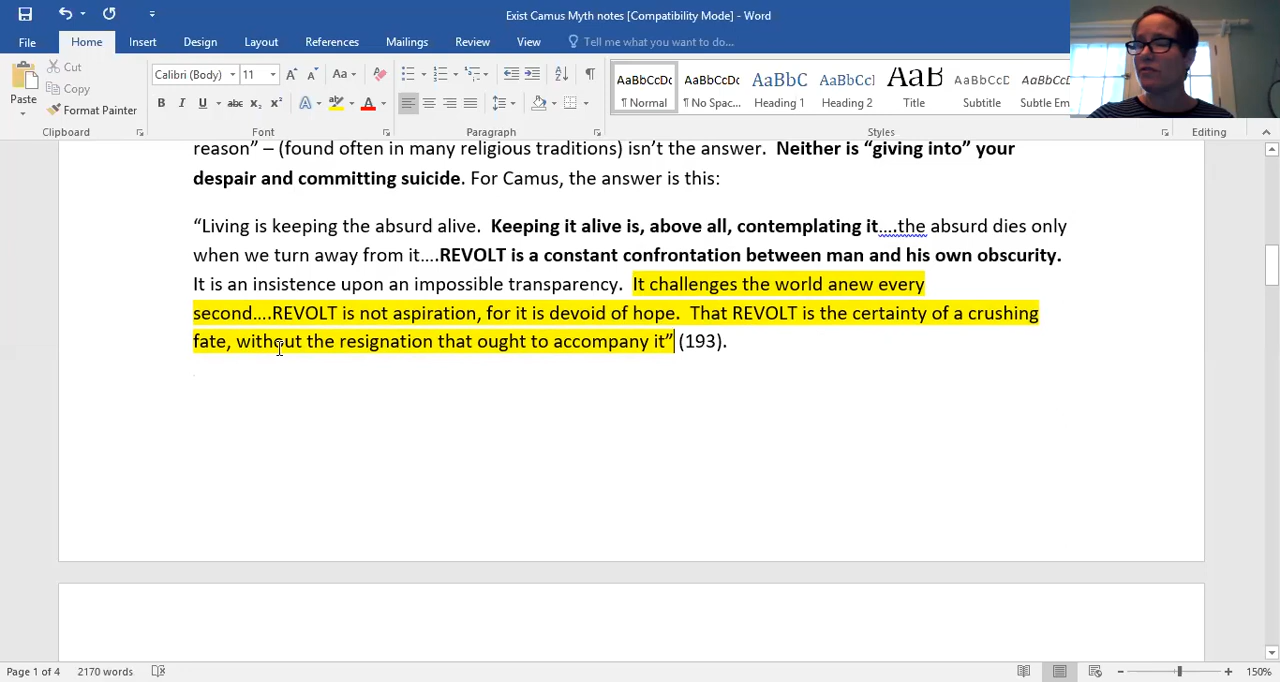 Exist Camus Myth notes [Compatibility Mode] - Word
File Home Insert Design Layout References Mailings Review View Tell me what you want to do...
Paste
Cut
Copy
Format Painter
Calibri (Body) 11 Aa
B I U abc x₂ x² A A
AaBbCcDc ¶ Normal
AaBbCcDc ¶ No Spac...
AaBbC Heading 1
AaBbCcl Heading 2
AaB Title
AaBbCcD Subtitle
AaBbCcDc Subtle Em
Clipboard Font Paragraph Styles Editing
reason” – (found often in many religious traditions) isn’t the answer. Neither is “giving into” your
despair and committing suicide. For Camus, the answer is this:
“Living is keeping the absurd alive. Keeping it alive is, above all, contemplating it….the absurd dies only
when we turn away from it….REVOLT is a constant confrontation between man and his own obscurity.
It is an insistence upon an impossible transparency. It challenges the world anew every
second….REVOLT is not aspiration, for it is devoid of hope. That REVOLT is the certainty of a crushing
fate, without the resignation that ought to accompany it” (193).
Page 1 of 4 2170 words 150%